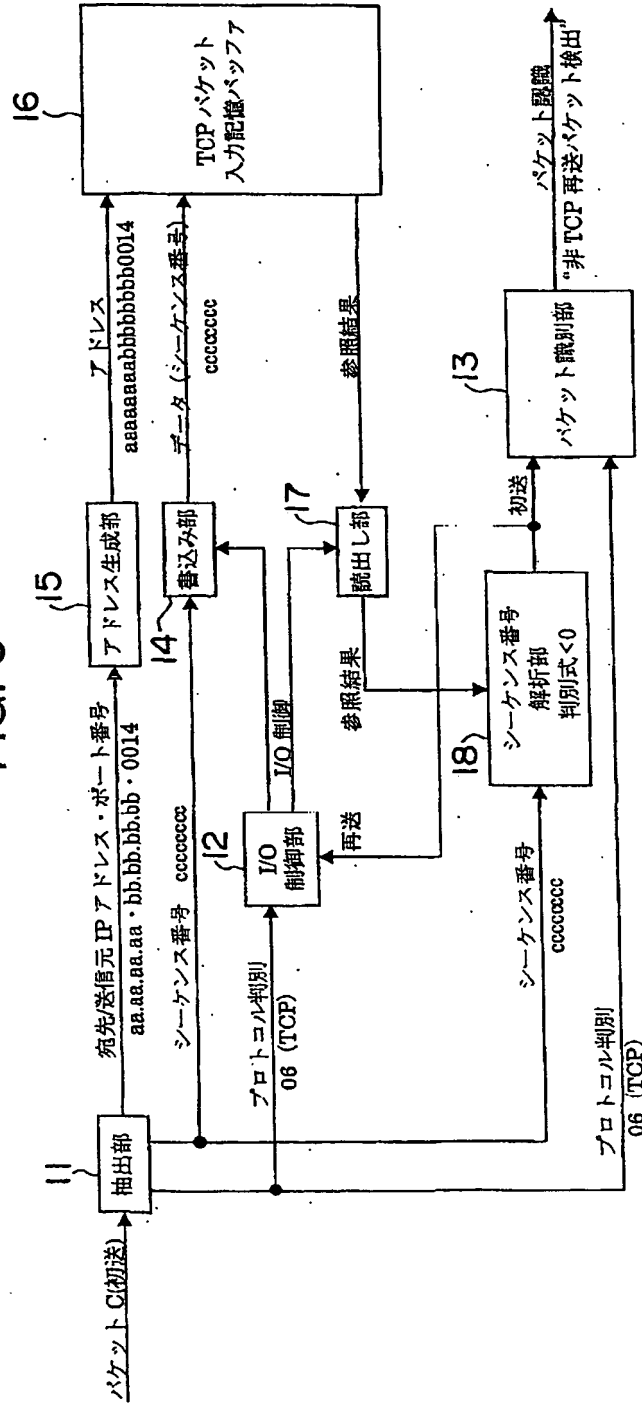 パケット C(初送)
11
抽出部
宛先/送信元 IP アドレス・ポート番号
aa.aa.aa.aa・bb.bb.bb.bb・0014
15
アドレス生成部
アドレス
aaaaaaaabbbbbbbb0014
16
TCP パケット
入力記憶バッファ
シーケンス番号 cccccccc
14
書込み部
データ (シーケンス番号)
cccccccc
プロトコル判別
06 (TCP)
12
I/O
制御部
I/O 制御
17
読出し部
参照結果
参照結果
再送
シーケンス番号
cccccccc
18
シーケンス番号
解析部
判別式<0
初送
13
パケット識別部
プロトコル判別
06 (TCP)
パケット認識
“非 TCP 再送パケット検出”